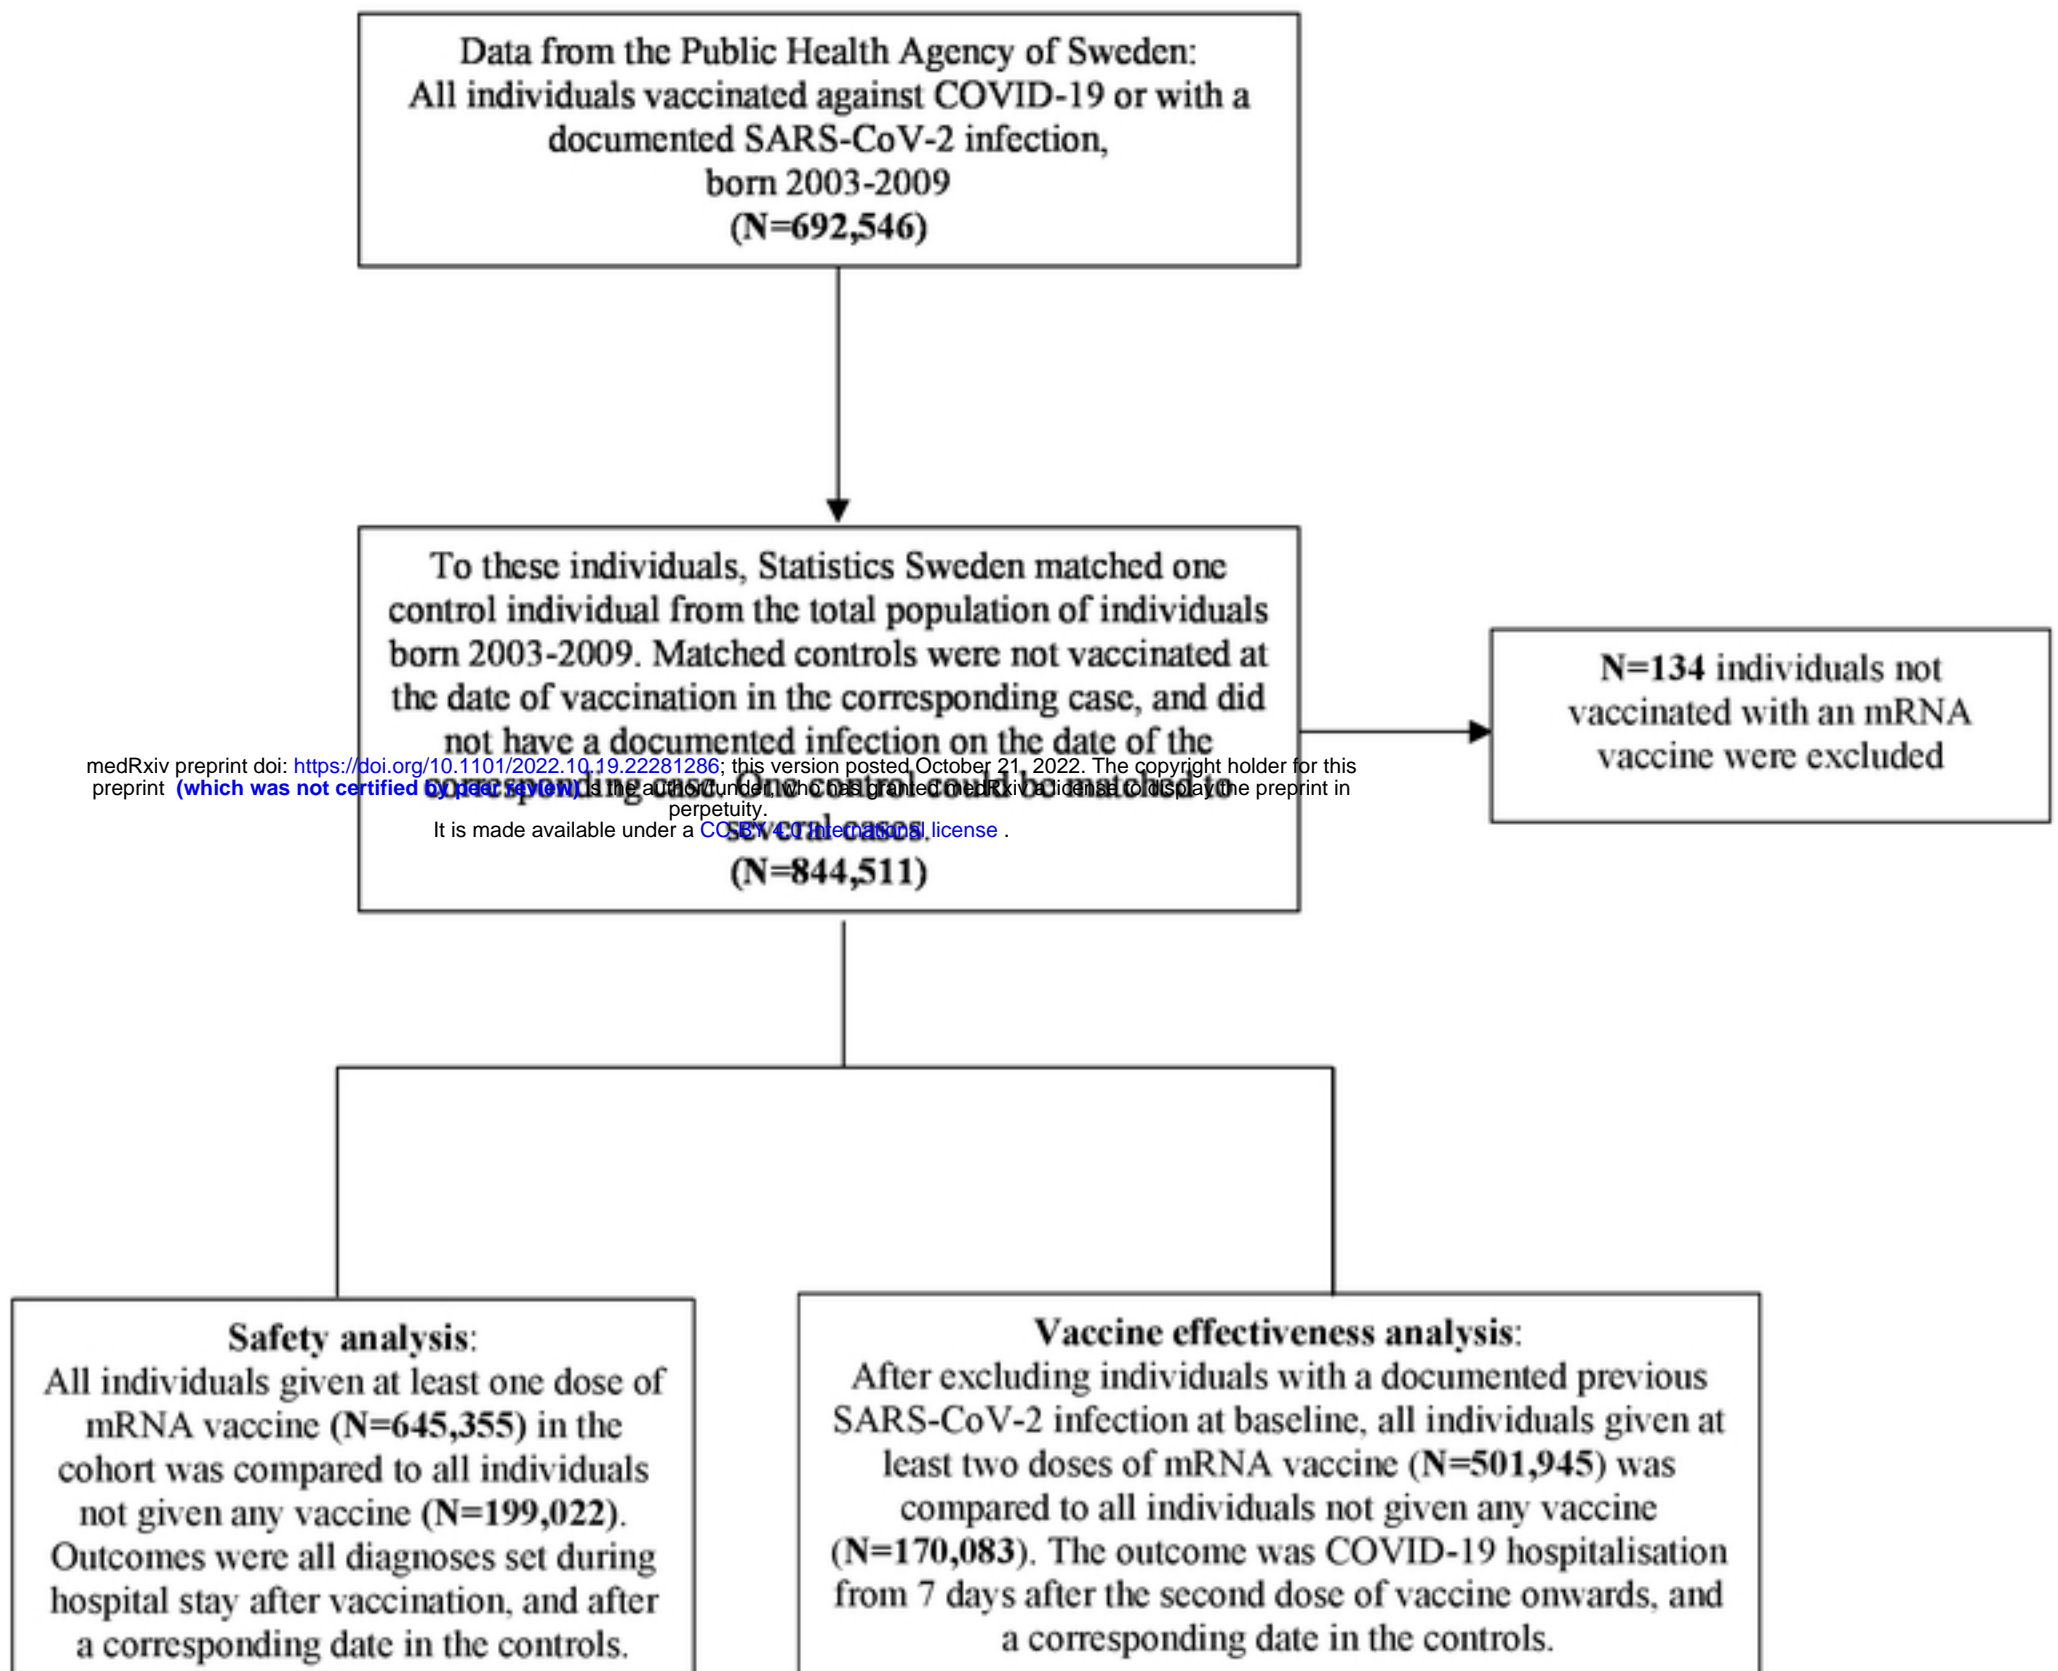 Data from the Public Health Agency of Sweden:
All individuals vaccinated against COVID-19 or with a
documented SARS-CoV-2 infection,
born 2003-2009
(N=692,546)
To these individuals, Statistics Sweden matched one
control individual from the total population of individuals
born 2003-2009. Matched controls were not vaccinated at
the date of vaccination in the corresponding case, and did
not have a documented infection on the date of the
corresponding case. One control could be matched to
several cases.
(N=844,511)
N=134 individuals not
vaccinated with an mRNA
vaccine were excluded
medRxiv preprint doi: https://doi.org/10.1101/2022.10.19.22281286; this version posted October 21, 2022. The copyright holder for this
preprint (which was not certified by peer review) is the author/funder, who has granted medRxiv a license to display the preprint in
perpetuity.
It is made available under a CC-BY 4.0 International license .
Safety analysis:
All individuals given at least one dose of
mRNA vaccine (N=645,355) in the
cohort was compared to all individuals
not given any vaccine (N=199,022).
Outcomes were all diagnoses set during
hospital stay after vaccination, and after
a corresponding date in the controls.
Vaccine effectiveness analysis:
After excluding individuals with a documented previous
SARS-CoV-2 infection at baseline, all individuals given at
least two doses of mRNA vaccine (N=501,945) was
compared to all individuals not given any vaccine
(N=170,083). The outcome was COVID-19 hospitalisation
from 7 days after the second dose of vaccine onwards, and
a corresponding date in the controls.